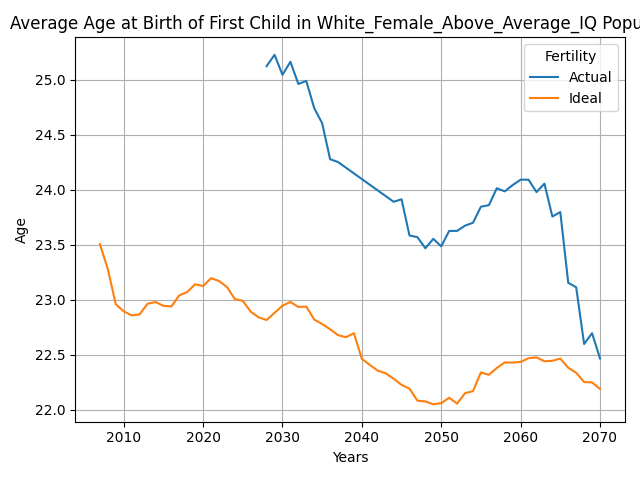 Average Age at Birth of First Child in White_Female_Above_Average_IQ Popu
Fertility
Actual
Ideal
25.0
24.5
24.0
23.5
23.0
22.5
22.0
Age
2010 2020 2030 2040 2050 2060 2070
Years